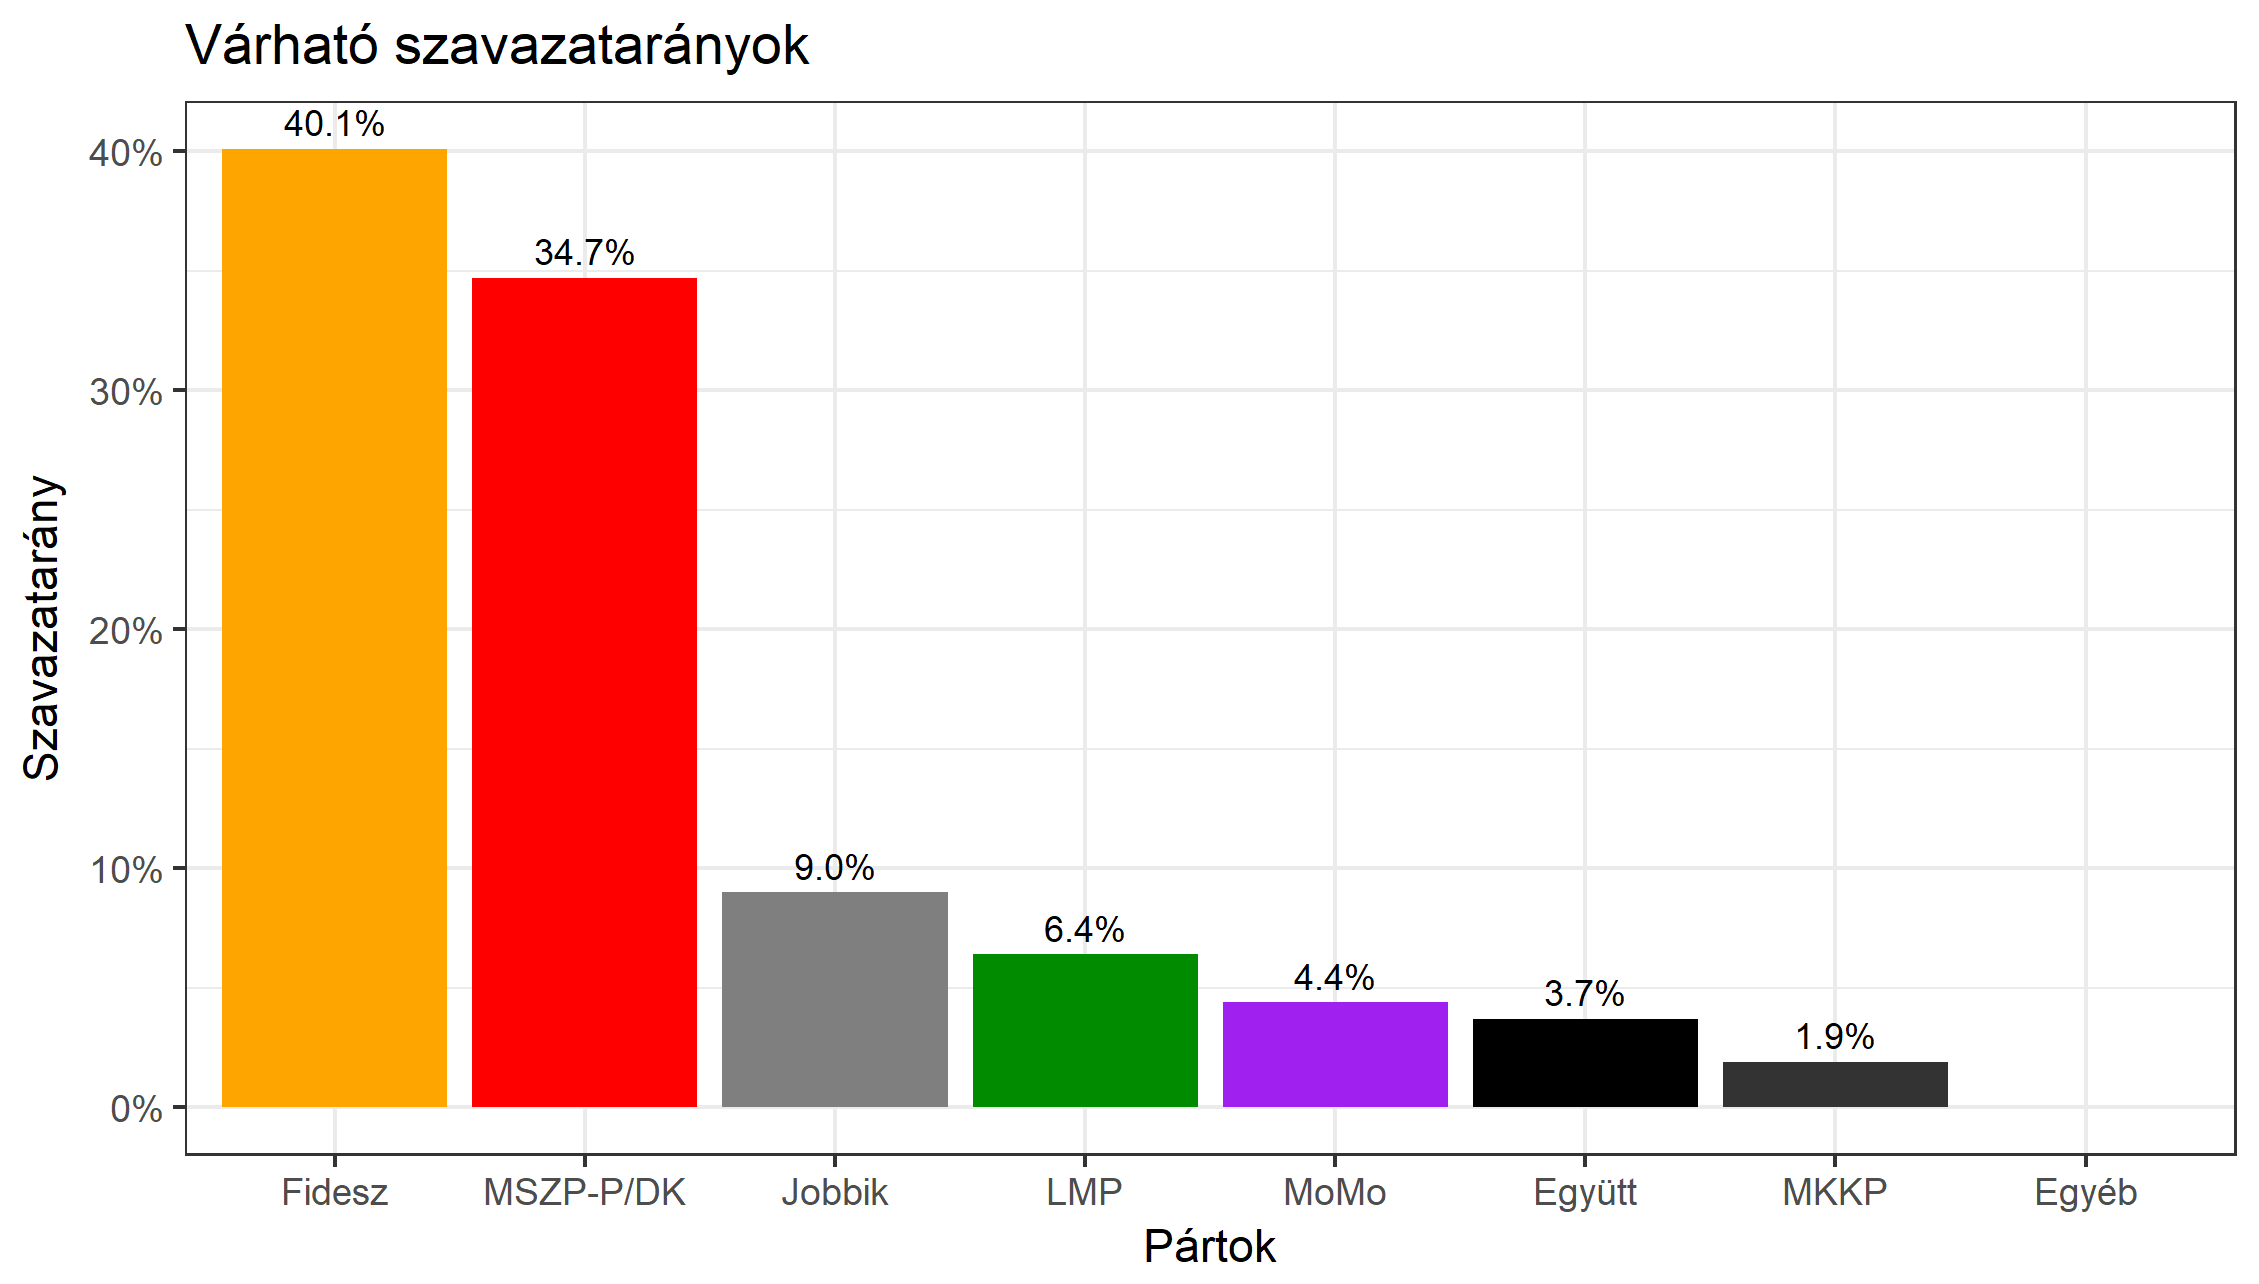 Várható szavazatarányok
Szavazatarány
40%
30%
20%
10%
0%
40.1%
34.7%
9.0%
6.4%
4.4%
3.7%
1.9%
Fidesz
MSZP-P/DK
Jobbik
LMP
MoMo
Együtt
MKKP
Egyéb
Pártok